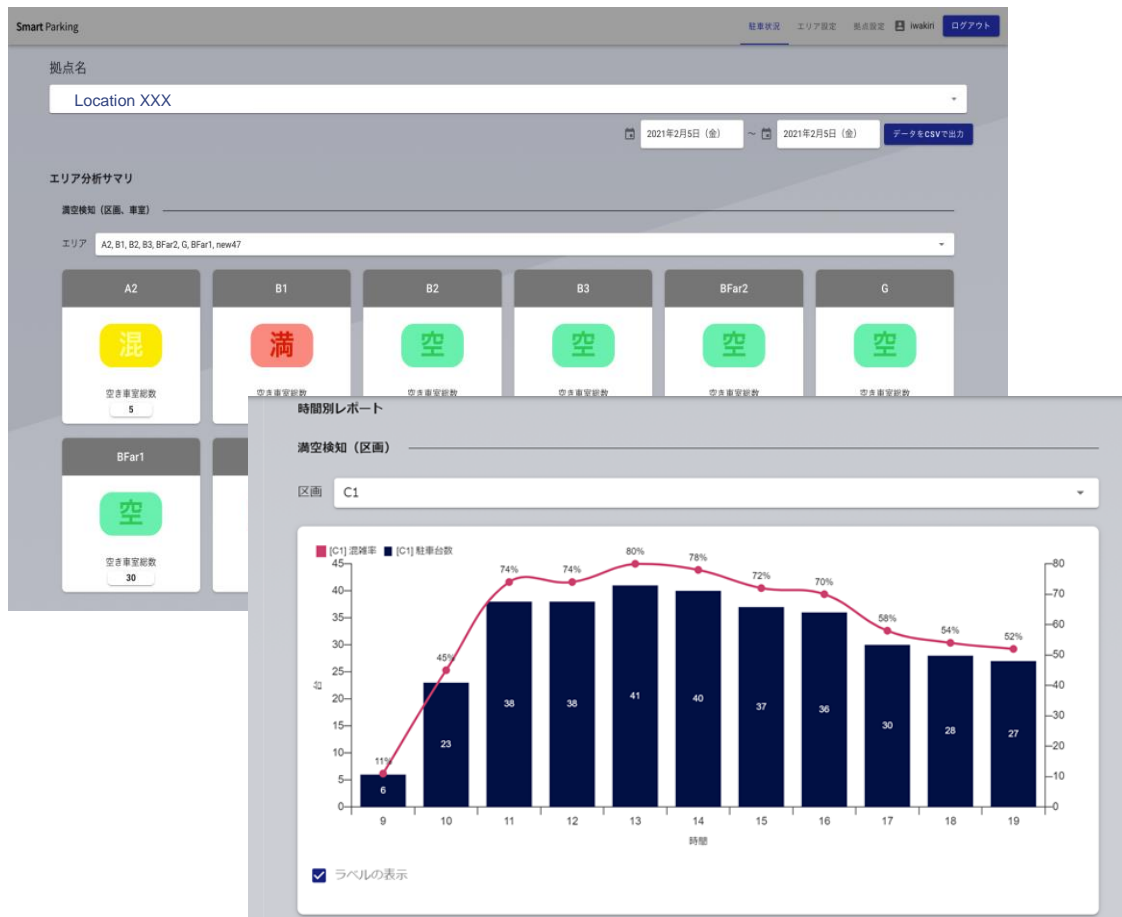 Smart Parking 駐車状況 エリア設定 拠点設定 iwakiri ログアウト
拠点名
Location XXX
2021年2月5日（金） ～ 2021年2月5日（金） データをCSVで出力
エリア分析サマリ
満空検知（区画、車室）
エリア A2, B1, B2, B3, BFar2, G, BFar1, new47
A2 B1 B2 B3 BFar2 G
混 満 空 空 空 空
空き車室総数 空き車室総数 空き車室総数 空き車室総数 空き車室総数 空き車室総数
5
BFar1
空
空き車室総数
30
時間別レポート
満空検知（区画）
区画 C1
[C1] 混雑率 [C1] 駐車台数
45 40 35 30 25 20 15 10 5 0
台
11% 45% 74% 74% 80% 78% 72% 70% 58% 54% 52%
6 23 38 38 41 40 37 36 30 28 27
80 70 60 50 40 30 20 10 0
9 10 11 12 13 14 15 16 17 18 19
時間
ラベルの表示